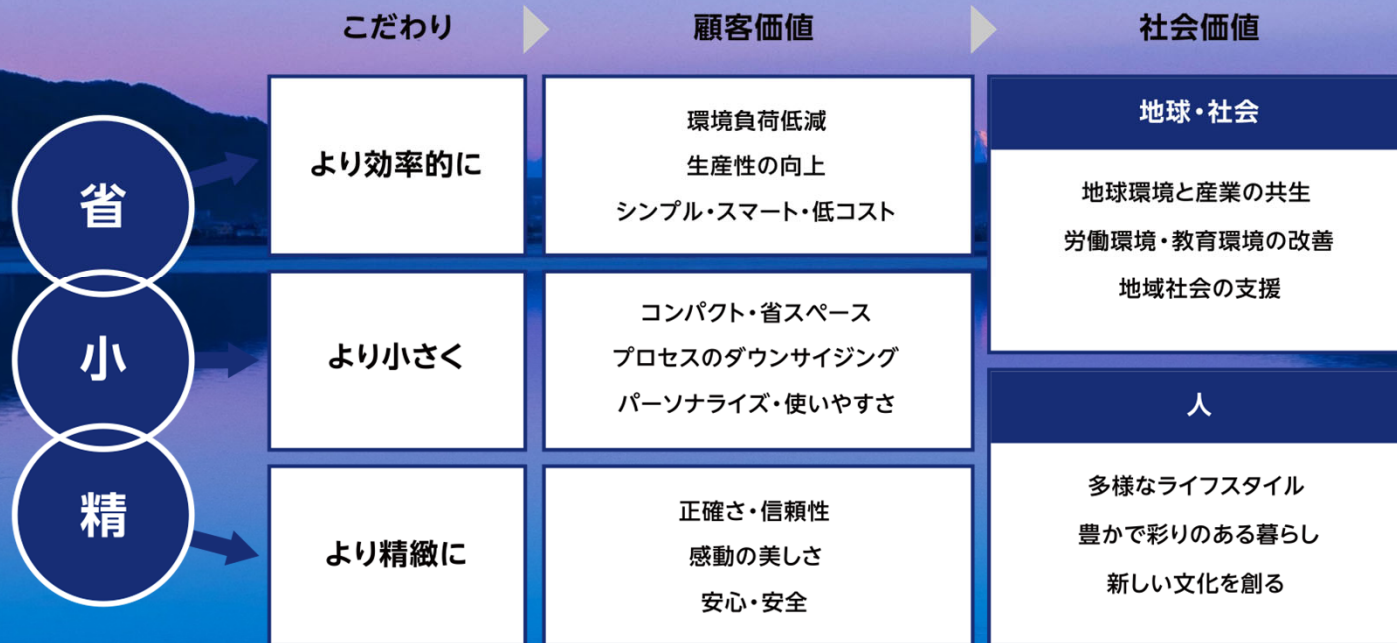 こだわり
顧客価値
社会価値
省
より効率的に
環境負荷低減
生産性の向上
シンプル・スマート・低コスト
小
より小さく
コンパクト・省スペース
プロセスのダウンサイジング
パーソナライズ・使いやすさ
精
より精緻に
正確さ・信頼性
感動の美しさ
安心・安全
地球・社会
地球環境と産業の共生
労働環境・教育環境の改善
地域社会の支援
人
多様なライフスタイル
豊かで彩りのある暮らし
新しい文化を創る